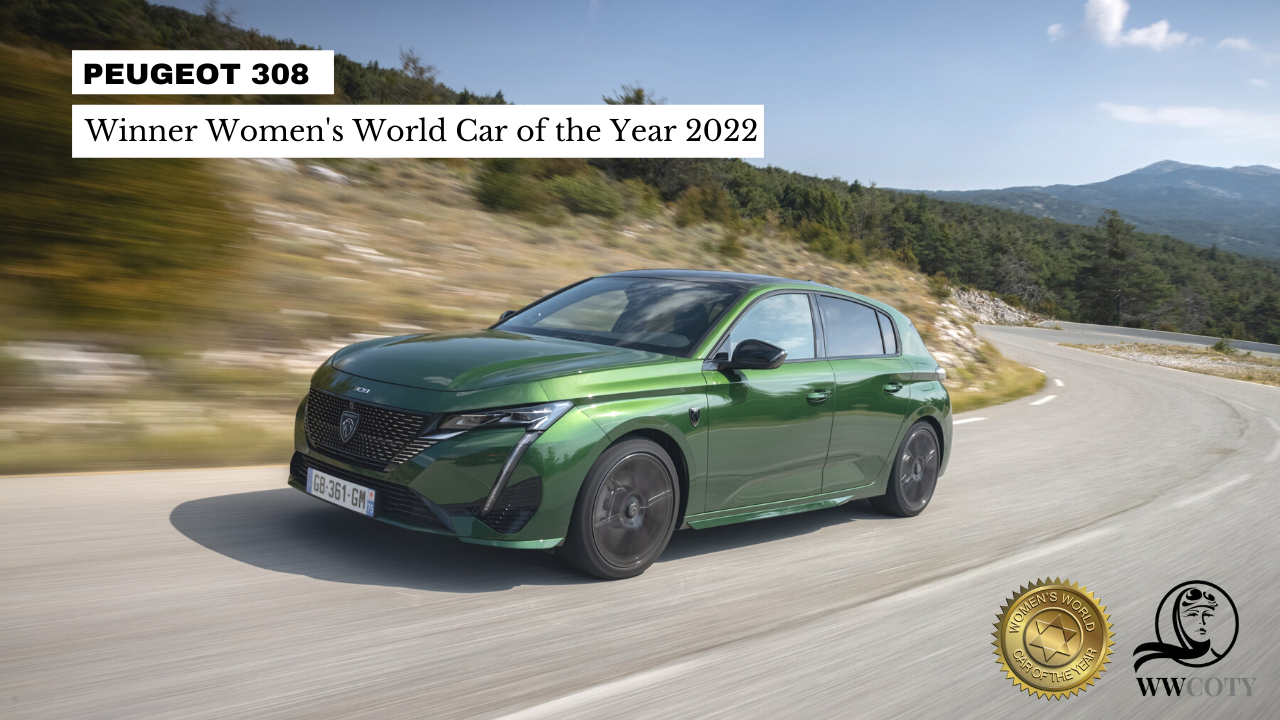 PEUGEOT 308
Winner Women's World Car of the Year 2022
308
GB-361-GM
WOMEN'S WORLD
CAR OF THE YEAR
WWCOTY